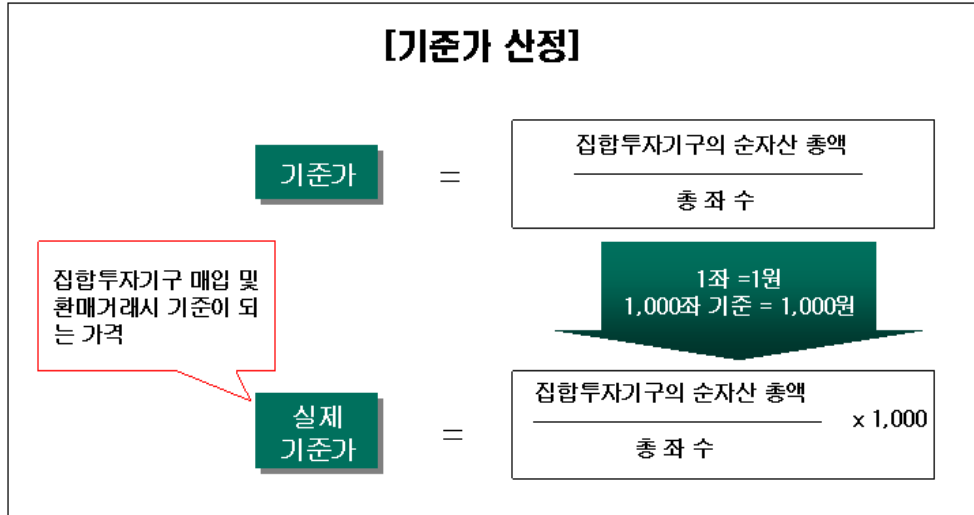 [기준가 산정]
기준가
=
집합투자기구의 순자산 총액
총 좌 수
집합투자기구 매입 및
환매거래시 기준이 되
는 가격
1좌 =1원
1,000좌 기준 = 1,000원
실제
기준가
=
집합투자기구의 순자산 총액
총 좌 수
x 1,000